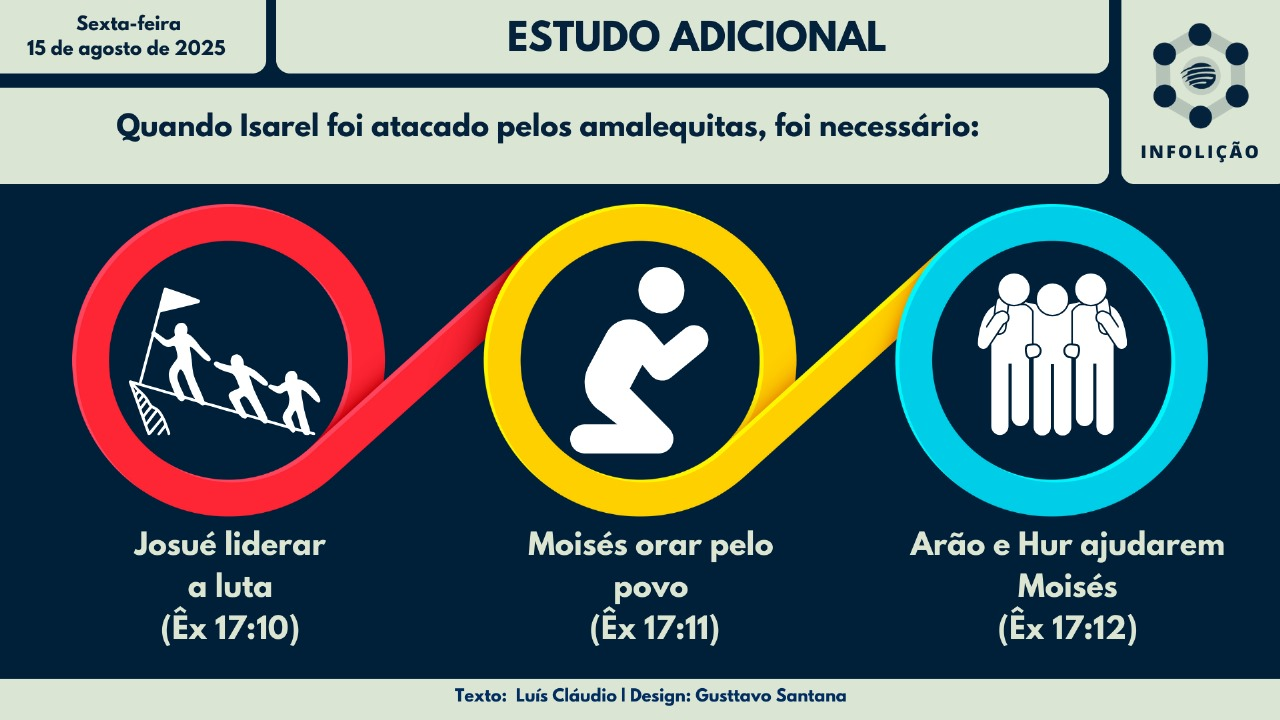 Sexta-feira
15 de agosto de 2025
ESTUDO ADICIONAL
INFOLIÇÃO
Quando Isarel foi atacado pelos amalequitas, foi necessário:
Josué liderar
a luta
(Êx 17:10)
Moisés orar pelo
povo
(Êx 17:11)
Arão e Hur ajudarem
Moisés
(Êx 17:12)
Texto: Luís Cláudio | Design: Gusttavo Santana